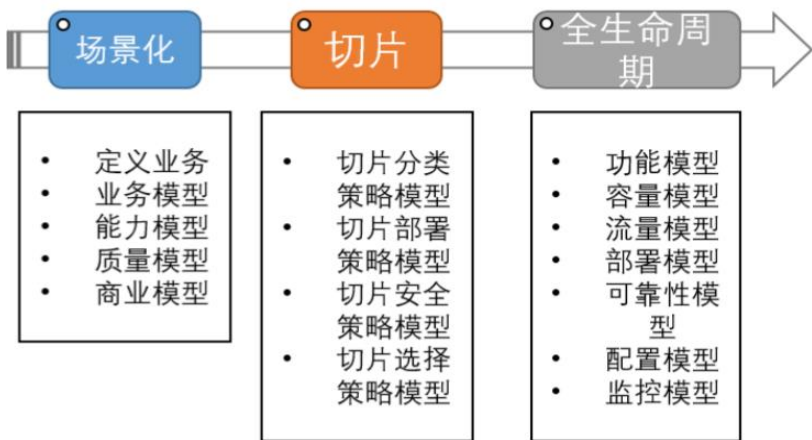 场景化
切片
全生命周
期
• 定义业务
• 业务模型
• 能力模型
• 质量模型
• 商业模型
• 切片分类
策略模型
• 切片部署
策略模型
• 切片安全
策略模型
• 切片选择
策略模型
• 功能模型
• 容量模型
• 流量模型
• 部署模型
• 可靠性模
型
• 配置模型
• 监控模型